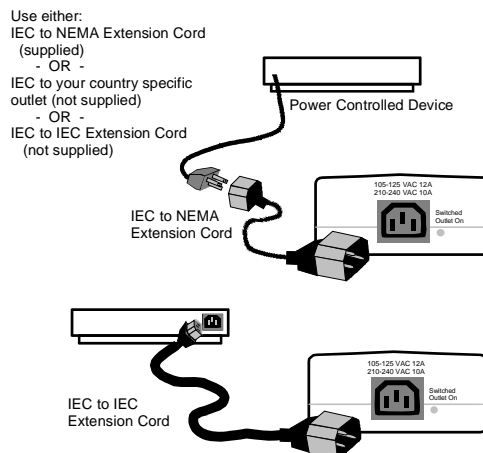 Use either:
IEC to NEMA Extension Cord
(supplied)
- OR -
IEC to your country specific
outlet (not supplied)
- OR -
IEC to IEC Extension Cord
(not supplied)
Power Controlled Device
105-125 VAC 12A
210-240 VAC 10A
Switched
Outlet On
IEC to NEMA
Extension Cord
105-125 VAC 12A
210-240 VAC 10A
Switched
Outlet On
IEC to IEC
Extension Cord